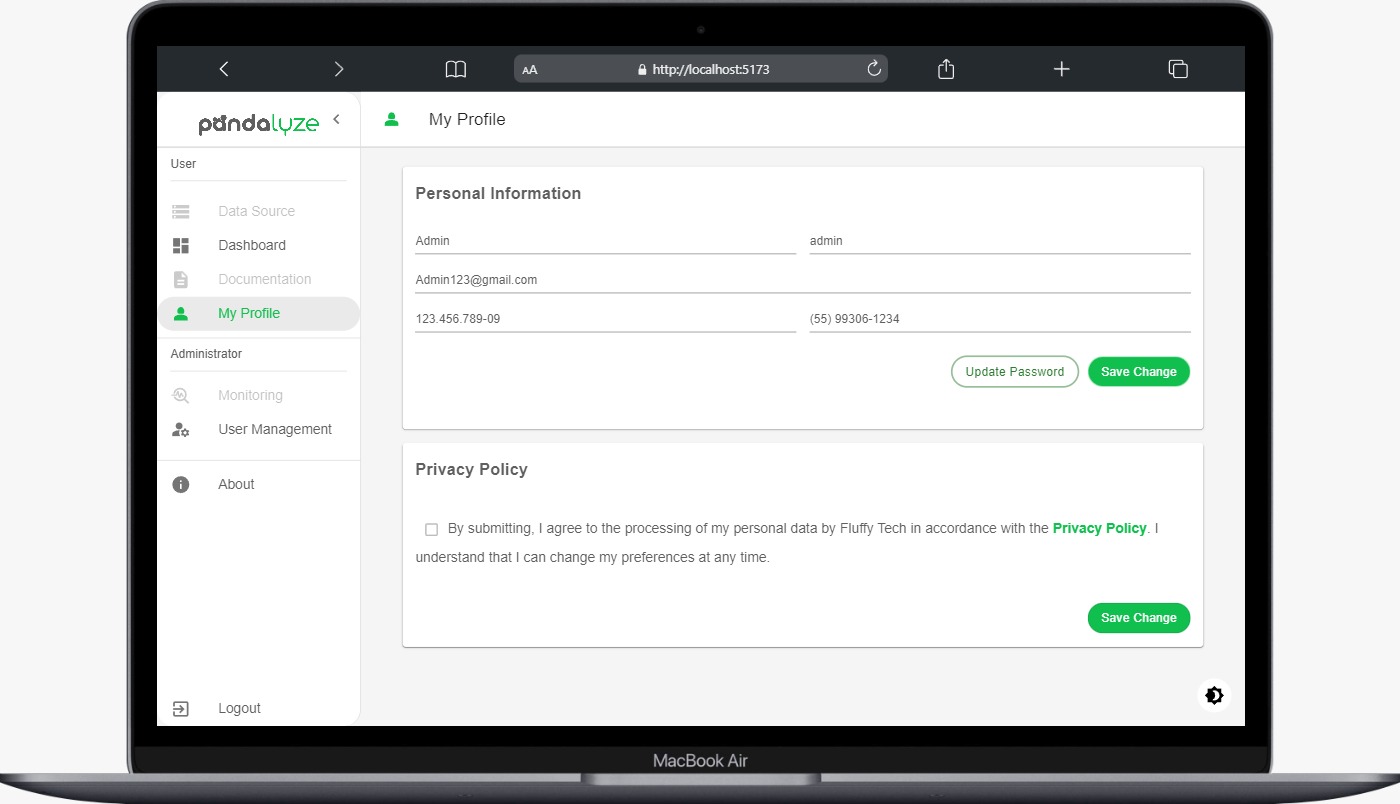 AA http://localhost:5173
pandalyze
My Profile
User
Data Source
Dashboard
Documentation
My Profile
Administrator
Monitoring
User Management
About
Logout
Personal Information
Admin admin
Admin123@gmail.com
123.456.789-09 (55) 99306-1234
Update Password Save Change
Privacy Policy
By submitting, I agree to the processing of my personal data by Fluffy Tech in accordance with the Privacy Policy. I
understand that I can change my preferences at any time.
Save Change
MacBook Air